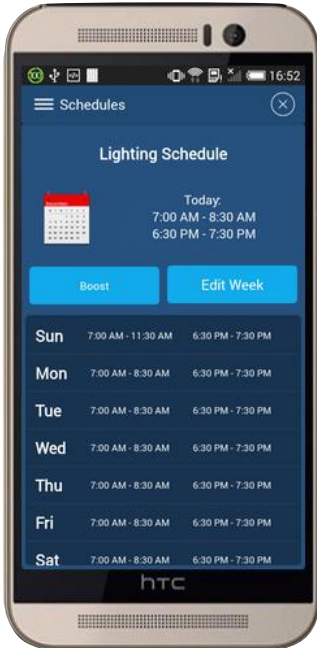 16:52
Schedules
Lighting Schedule
Today:
7:00 AM - 8:30 AM
6:30 PM - 7:30 PM
Boost
Edit Week
Sun 7:00 AM - 11:30 AM 6:30 PM - 7:30 PM
Mon 7:00 AM - 8:30 AM 6:30 PM - 7:30 PM
Tue 7:00 AM - 8:30 AM 6:30 PM - 7:30 PM
Wed 7:00 AM - 8:30 AM 6:30 PM - 7:30 PM
Thu 7:00 AM - 8:30 AM 6:30 PM - 7:30 PM
Fri 7:00 AM - 8:30 AM 6:30 PM - 7:30 PM
Sat 7:00 AM - 8:30 AM 6:30 PM - 7:30 PM
hTC